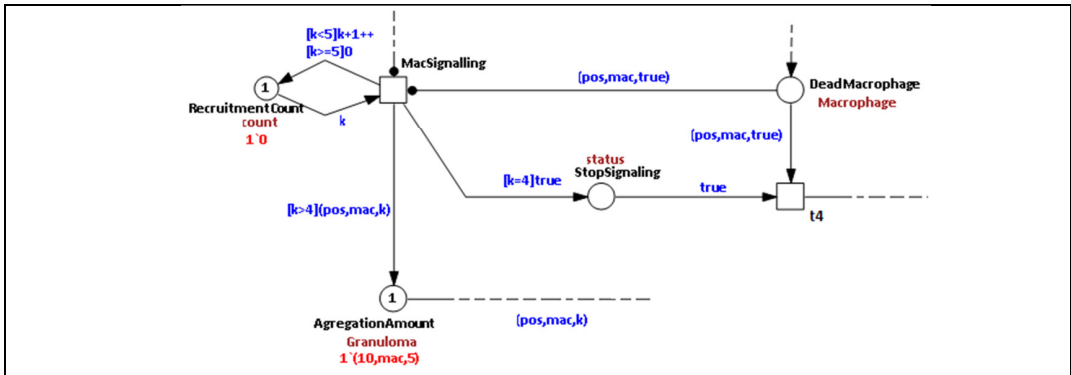 [k<5]k+1++
[k>=5]0
MacSignalling
(pos,mac,true)
1
DeadMacrophage
Macrophage
RecruitmentCount
count
1`0
k
(pos,mac,true)
status
StopSignaling
[k=4]true
true
t4
[k>4](pos,mac,k)
1
AgregationAmount
(pos,mac,k)
Granuloma
1`(10,mac,5)